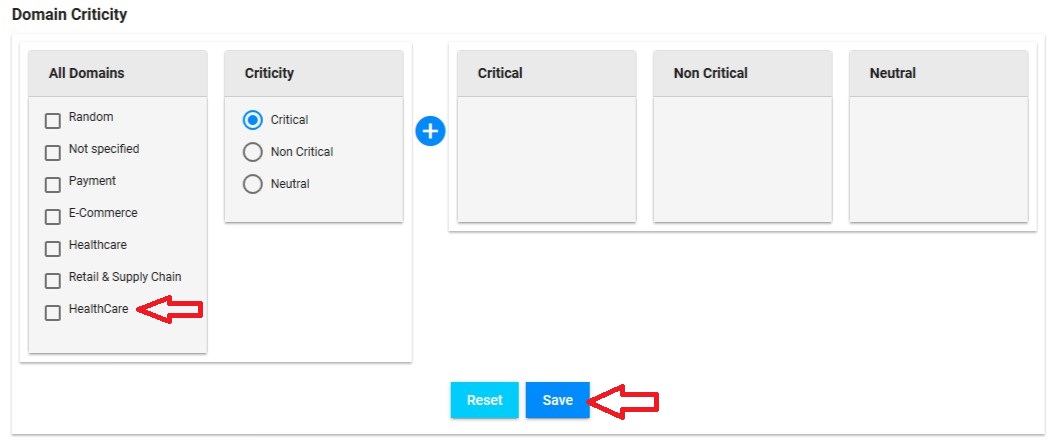 Domain Criticity
All Domains
Random
Not specified
Payment
E-Commerce
Healthcare
Retail & Supply Chain
HealthCare
Criticity
Critical
Non Critical
Neutral
Critical
Non Critical
Neutral
Reset
Save